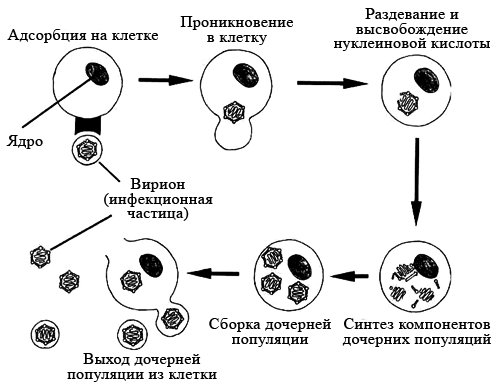 Адсорбция на клетке
Проникновение
в клетку
Раздевание и
высвобождение
нуклеиновой кислоты
Ядро
Вирион
(инфекционная
частица)
Выход дочерней
популяции из клетки
Сборка дочерней
популяции
Синтез компонентов
дочерних популяций